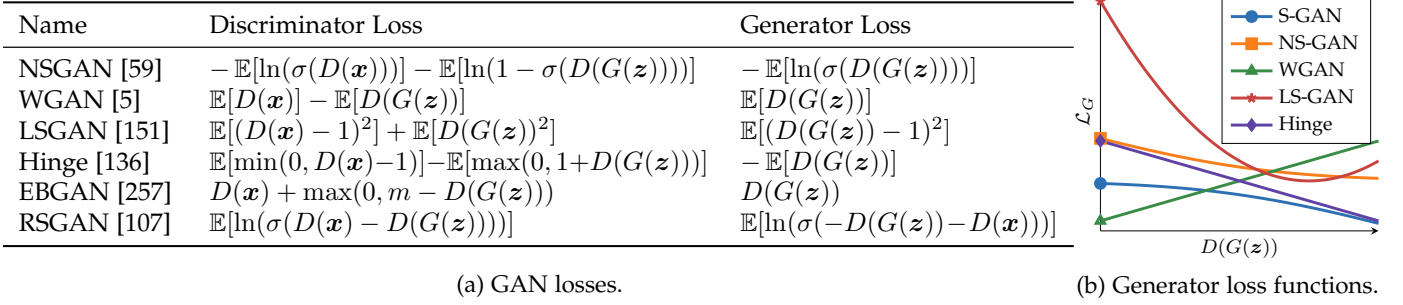 Name Discriminator Loss Generator Loss
NSGAN [59] − 𝔼[ln(σ(D(𝒙)))] − 𝔼[ln(1 − σ(D(G(𝒛))))] − 𝔼[ln(σ(D(G(𝒛))))]
WGAN [5] 𝔼[D(𝒙)] − 𝔼[D(G(𝒛))] 𝔼[D(G(𝒛))]
LSGAN [151] 𝔼[(D(𝒙) − 1)²] + 𝔼[D(G(𝒛))²] 𝔼[(D(G(𝒛)) − 1)²]
Hinge [136] 𝔼[min(0, D(𝒙)−1)]−𝔼[max(0, 1+D(G(𝒛)))] − 𝔼[D(G(𝒛))]
EBGAN [257] D(𝒙) + max(0, m − D(G(𝒛))) D(G(𝒛))
RSGAN [107] 𝔼[ln(σ(D(𝒙) − D(G(𝒛))))] 𝔼[ln(σ(−D(G(𝒛))−D(𝒙)))]
(a) GAN losses.
S-GAN
NS-GAN
WGAN
LS-GAN
Hinge
ℒ_G
D(G(𝒛))
(b) Generator loss functions.